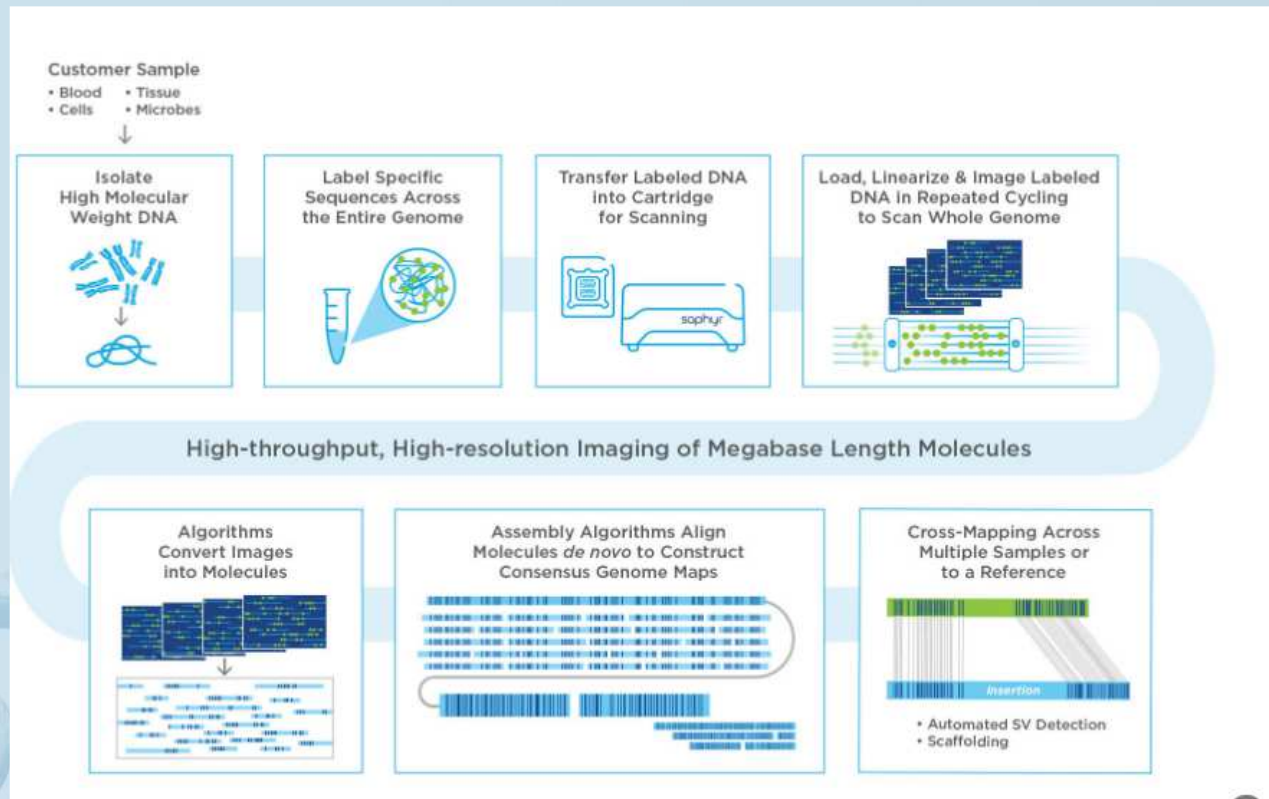 Customer Sample
• Blood • Tissue
• Cells • Microbes
Isolate
High Molecular
Weight DNA
Label Specific
Sequences Across
the Entire Genome
Transfer Labeled DNA
into Cartridge
for Scanning
saphyr
Load, Linearize & Image Labeled
DNA in Repeated Cycling
to Scan Whole Genome
High-throughput, High-resolution Imaging of Megabase Length Molecules
Algorithms
Convert Images
into Molecules
Assembly Algorithms Align
Molecules de novo to Construct
Consensus Genome Maps
Cross-Mapping Across
Multiple Samples or
to a Reference
Insertion
• Automated SV Detection
• Scaffolding